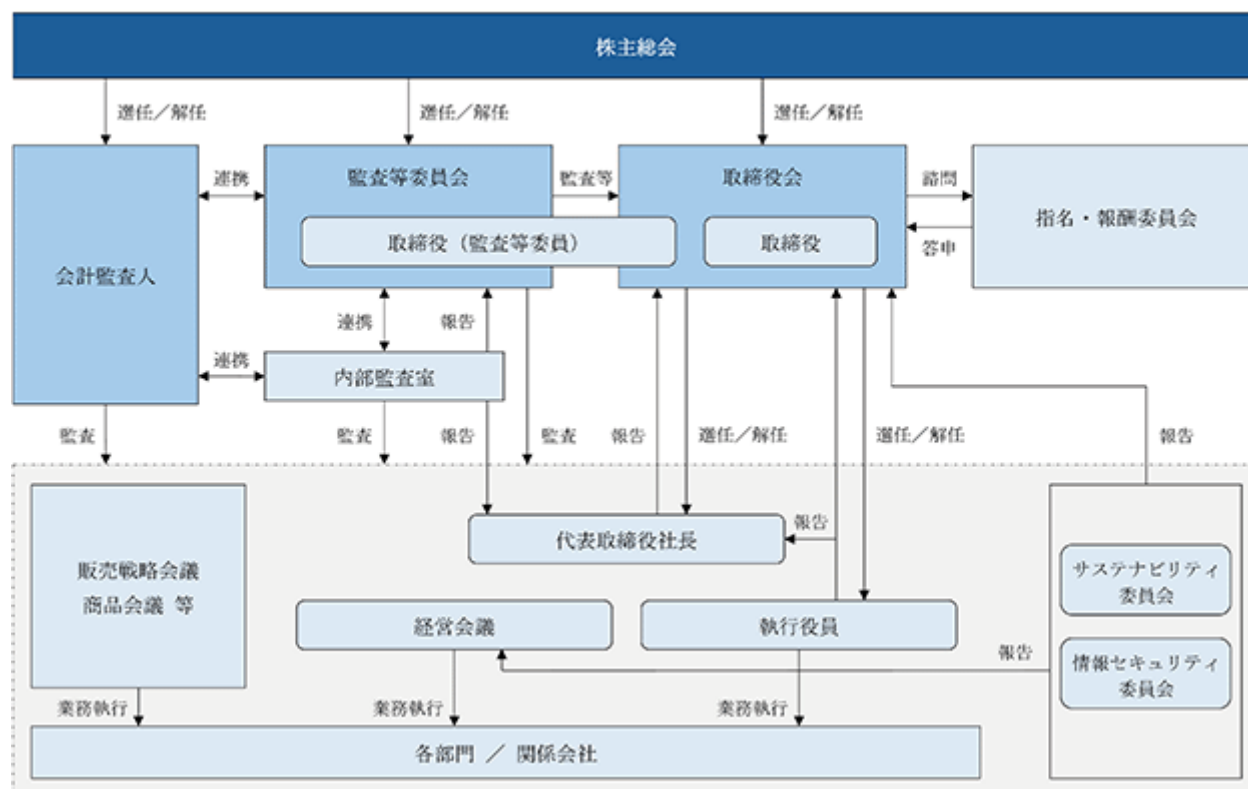 株主総会
選任／解任
選任／解任
選任／解任
会計監査人
連携
監査等委員会
監査等
取締役会
諮問
答申
指名・報酬委員会
取締役（監査等委員）
取締役
連携
報告
連携
内部監査室
監査
監査
報告
監査
報告
選任／解任
選任／解任
報告
販売戦略会議
商品会議 等
代表取締役社長
報告
サステナビリティ
委員会
経営会議
執行役員
報告
情報セキュリティ
委員会
業務執行
業務執行
業務執行
各部門 ／ 関係会社